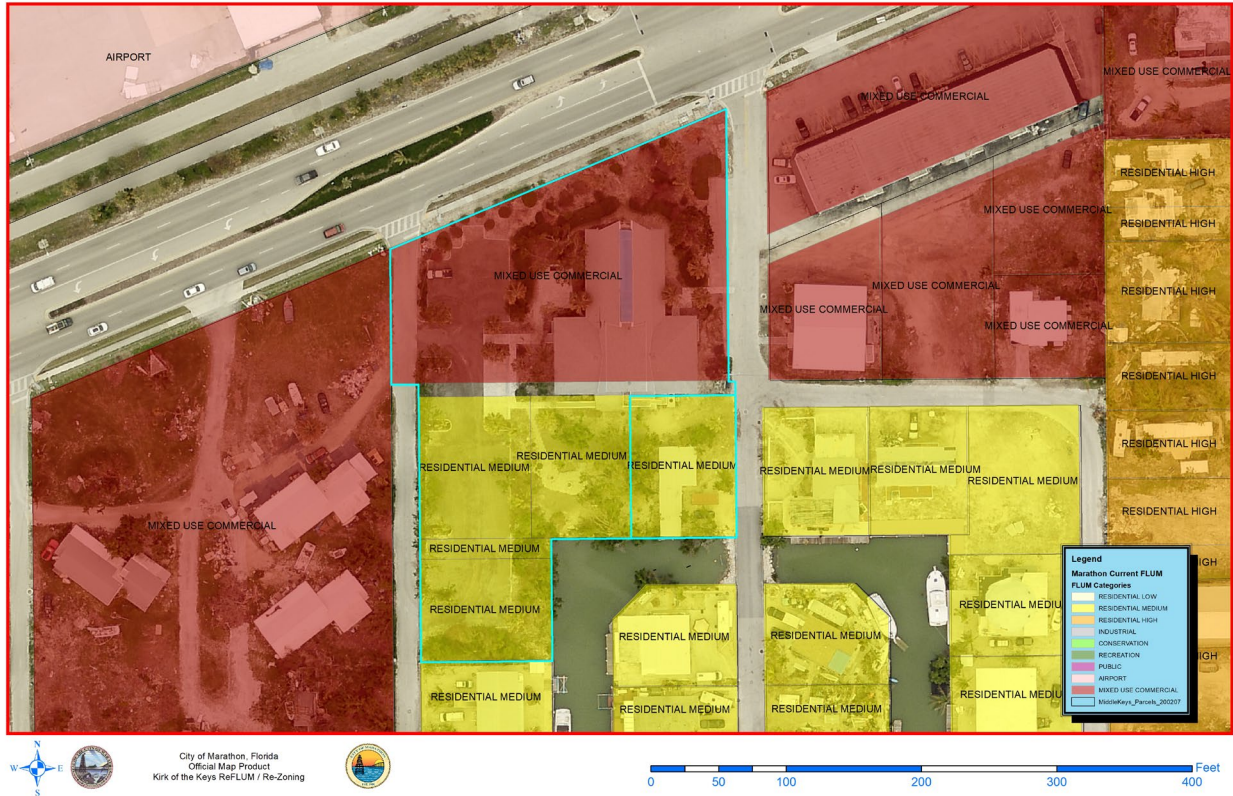 AIRPORT
MIXED USE COMMERCIAL
MIXED USE COMMERCIAL
RESIDENTIAL HIGH
MIXED USE COMMERCIAL
RESIDENTIAL HIGH
MIXED USE COMMERCIAL
MIXED USE COMMERCIAL
RESIDENTIAL HIGH
MIXED USE COMMERCIAL
MIXED USE COMMERCIAL
RESIDENTIAL HIGH
RESIDENTIAL HIGH
RESIDENTIAL MEDIUM
RESIDENTIAL MEDIUM
RESIDENTIAL MEDIUM
RESIDENTIAL MEDIUM
RESIDENTIAL MEDIUM
RESIDENTIAL MEDIUM
RESIDENTIAL HIGH
MIXED USE COMMERCIAL
RESIDENTIAL MEDIUM
RESIDENTIAL HIGH
RESIDENTIAL MEDIUM
RESIDENTIAL MEDIUM
RESIDENTIAL MEDIUM
RESIDENTIAL MEDIU
HIGH
RESIDENTIAL MEDIUM
RESIDENTIAL MEDIUM
RESIDENTIAL MEDIUM
RESIDENTIAL MEDIU
Legend
Marathon Current FLUM
FLUM Categories
RESIDENTIAL LOW
RESIDENTIAL MEDIUM
RESIDENTIAL HIGH
INDUSTRIAL
CONSERVATION
RECREATION
PUBLIC
AIRPORT
MIXED USE COMMERCIAL
MiddleKeys_Parcels_200207
N
W E
S
City of Marathon, Florida
Official Map Product
Kirk of the Keys ReFLUM / Re-Zoning
Feet
0 50 100 200 300 400